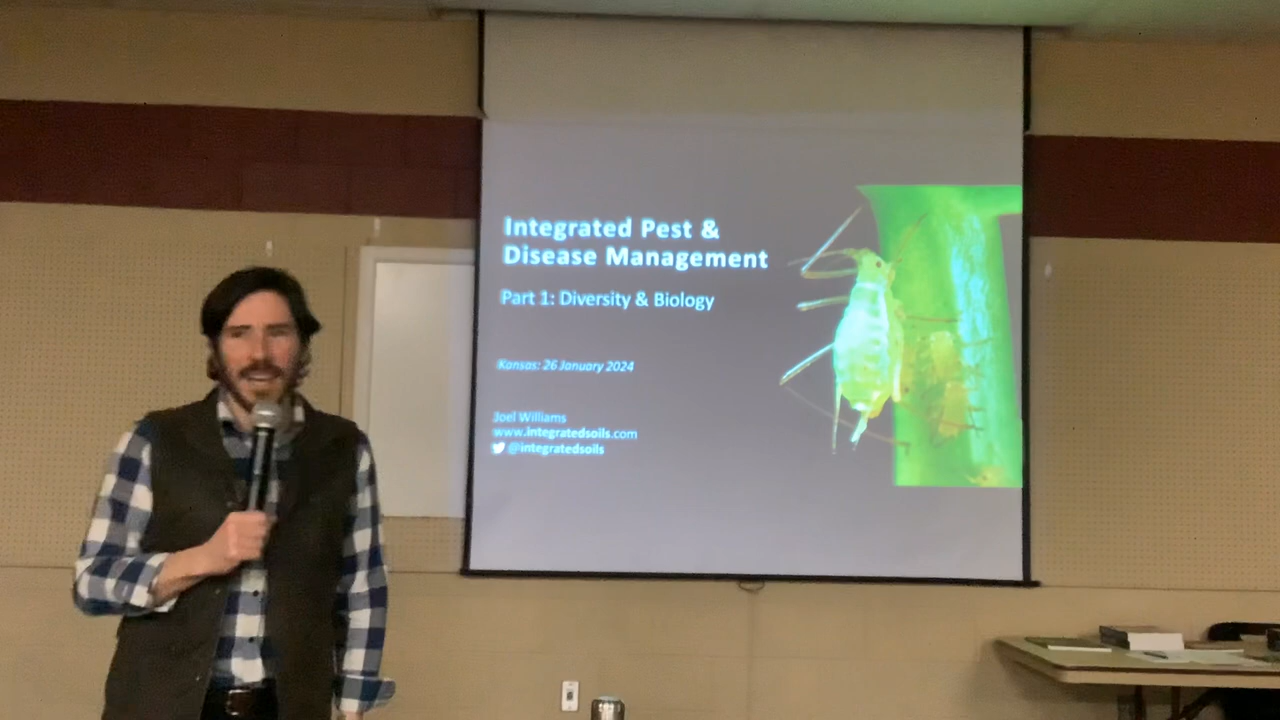 Integrated Pest &
Disease Management
Part 1: Diversity & Biology
Kansas: 26 January 2024
Joel Williams
www.integratedsoils.com
@integratedsoils